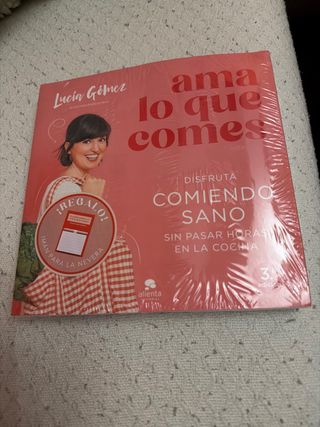 Lucía Gómez
ama
lo que
comes
DISFRUTA
COMIENDO
SANO
SIN PASAR HORAS
EN LA COCINA
¡REGALO!
IMÁN PARA LA NEVERA
alienta
3.ª